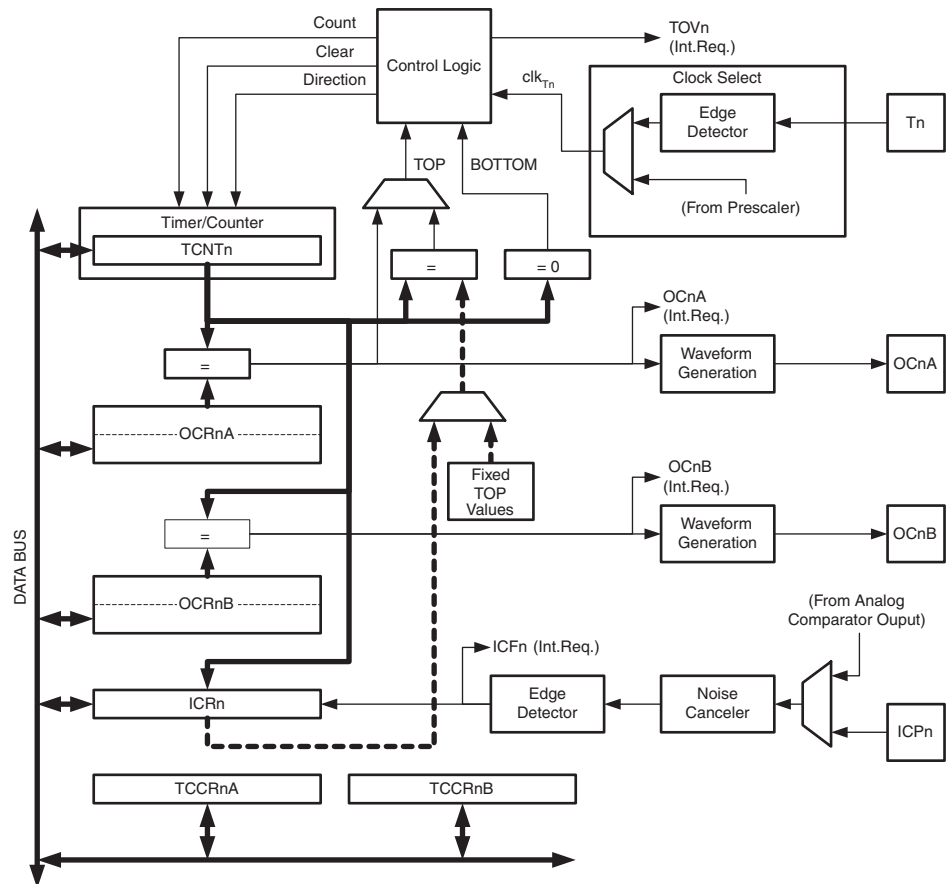 Count
Clear
Direction
Control Logic
TOVn
(Int.Req.)
clkTn
Clock Select
Edge
Detector
Tn
(From Prescaler)
TOP
BOTTOM
Timer/Counter
TCNTn
=
= 0
OCnA
(Int.Req.)
=
Waveform
Generation
OCnA
OCRnA
Fixed
TOP
Values
OCnB
(Int.Req.)
=
Waveform
Generation
OCnB
DATA BUS
OCRnB
(From Analog
Comparator Ouput)
ICFn (Int.Req.)
ICRn
Edge
Detector
Noise
Canceler
ICPn
TCCRnA
TCCRnB